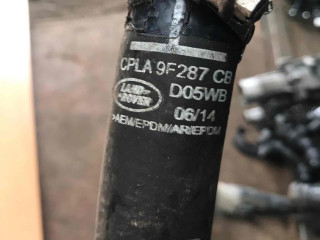 CPLA 9F287 CB
LAND-
ROVER
D05WB
06/14
>AEM/EPDM/AR/EPDM